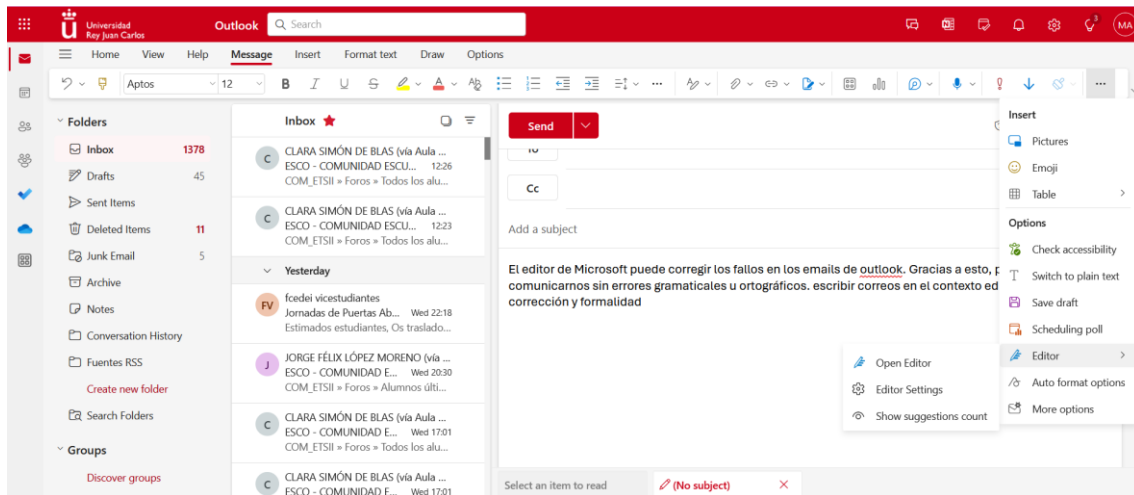 Universidad
Rey Juan Carlos
Outlook
Search
3
MA
Home View Help Message Insert Format text Draw Options
Aptos 12 B I U S
Folders
Inbox 1378
Drafts 45
Sent Items
Deleted Items 11
Junk Email 5
Archive
Notes
Conversation History
Fuentes RSS
Create new folder
Search Folders
Groups
Discover groups
Inbox
C
CLARA SIMÓN DE BLAS (vía Aula ...
ESCO - COMUNIDAD ESCU... 12:26
COM_ETSII » Foros » Todos los alu...
C
CLARA SIMÓN DE BLAS (vía Aula ...
ESCO - COMUNIDAD ESCU... 12:23
COM_ETSII » Foros » Todos los alu...
Yesterday
FV
fcedei vicestudiantes
Jornadas de Puertas Ab... Wed 22:18
Estimados estudiantes, Os traslado...
J
JORGE FÉLIX LÓPEZ MORENO (vía ...
ESCO - COMUNIDAD E... Wed 20:30
COM_ETSII » Foros » Alumnos últi...
C
CLARA SIMÓN DE BLAS (vía Aula ...
ESCO - COMUNIDAD E... Wed 17:01
COM_ETSII » Foros » Todos los alu...
C
CLARA SIMÓN DE BLAS (vía Aula ...
ESCO - COMUNIDAD E... Wed 17:01
Send
To
Cc
Add a subject
El editor de Microsoft puede corregir los fallos en los emails de outlook. Gracias a esto, p
comunicarnos sin errores gramaticales u ortográficos. escribir correos en el contexto ed
corrección y formalidad
Select an item to read
(No subject)
Insert
Pictures
Emoji
Table
Options
Check accessibility
Switch to plain text
Save draft
Scheduling poll
Editor
Auto format options
More options
Open Editor
Editor Settings
Show suggestions count